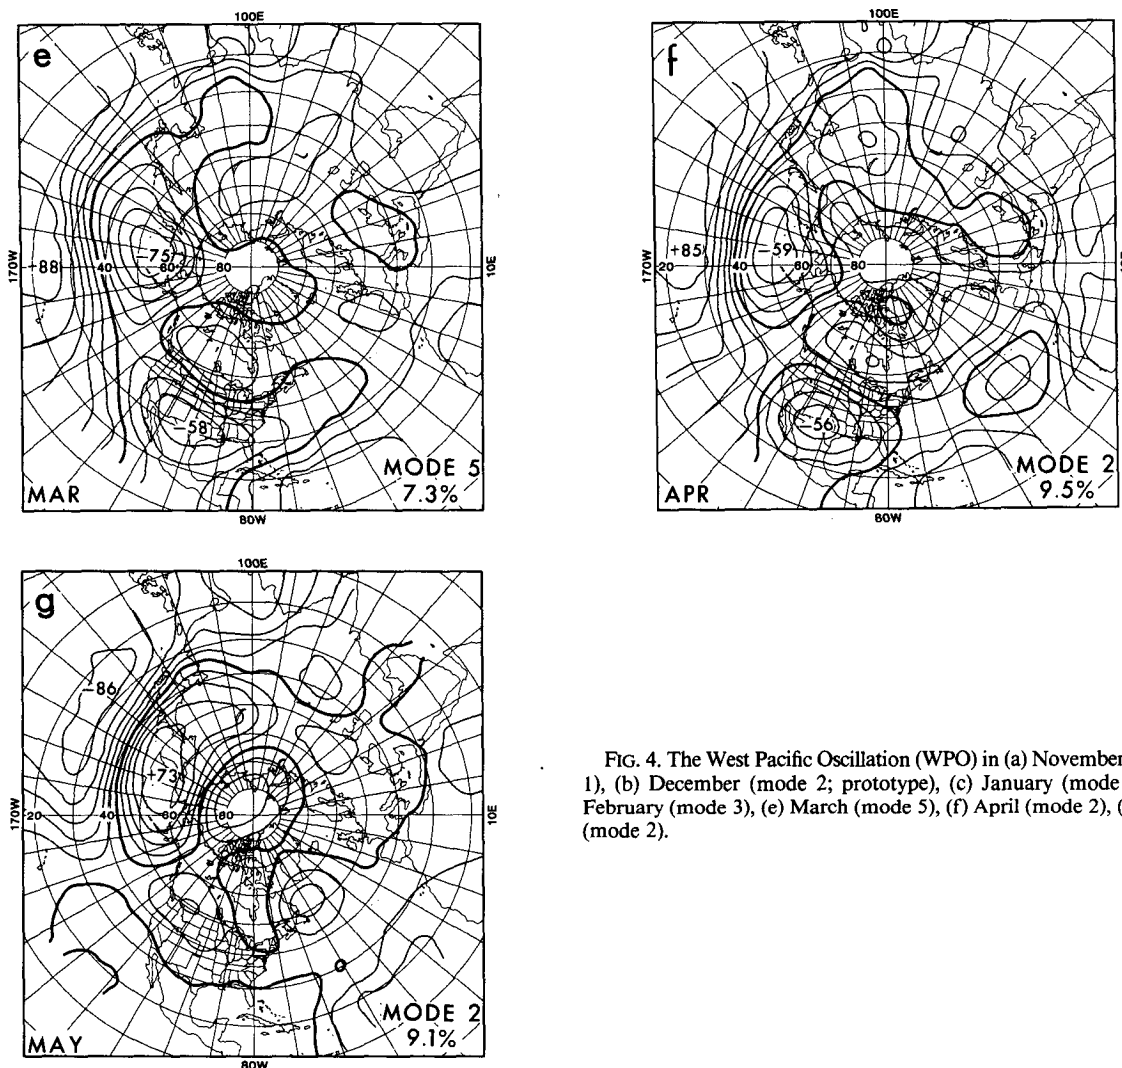 100E
e
-75
+88
40
60
80
170W
10E
-58
MODE 5
7.3%
MAR
80W
100E
f
+85
-59
170W
20
40
60
80
-56
MODE 2
9.5%
APR
80W
100E
g
-86
+73
170W
20
40
60
80
10E
MODE 2
9.1%
MAY
80W
FIG. 4. The West Pacific Oscillation (WPO) in (a) November
1), (b) December (mode 2; prototype), (c) January (mode
February (mode 3), (e) March (mode 5), (f) April (mode 2), (
(mode 2).